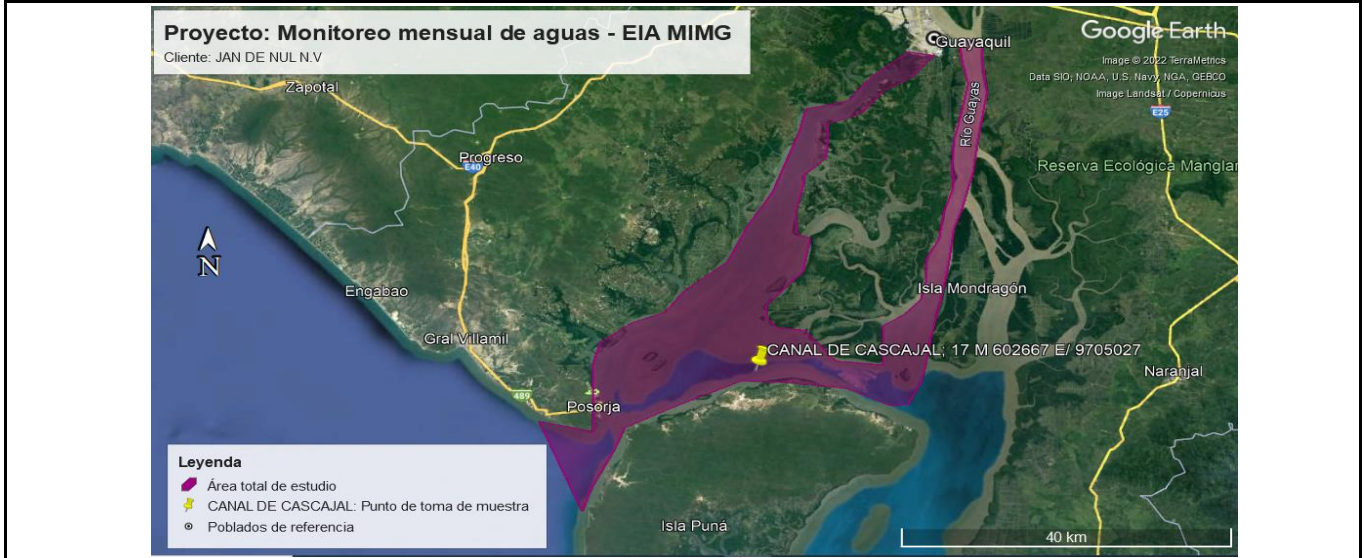 Proyecto: Monitoreo mensual de aguas - EIA MIMG
Cliente: JAN DE NUL N.V
Google Earth
Image © 2022 TerraMetrics
Data SIO, NOAA, U.S. Navy, NGA, GEBCO
Image Landsat / Copernicus
Guayaquil
Zapotal
E25
Río Guayas
Progreso
E40
Reserva Ecológica Manglar
N
Engabao
Isla Mondragón
Gral Villamil
CANAL DE CASCAJAL; 17 M 602667 E/ 9705027
Naranjal
489
Posorja
Leyenda
Área total de estudio
CANAL DE CASCAJAL: Punto de toma de muestra
Poblados de referencia
Isla Puná
40 km